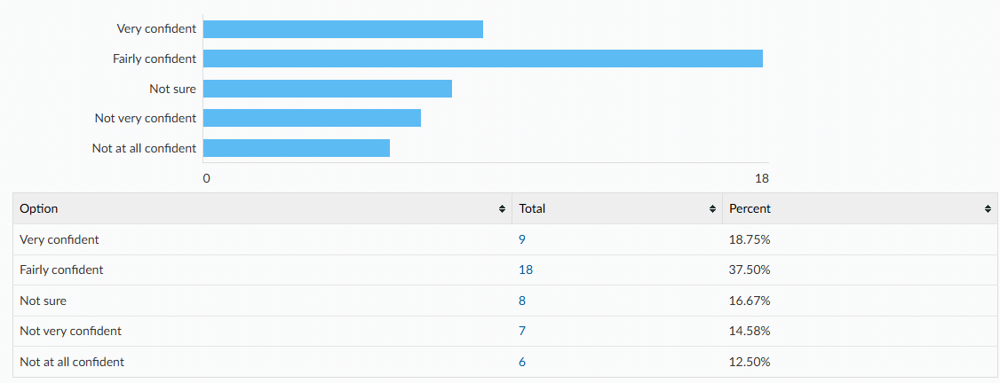 Very confident
Fairly confident
Not sure
Not very confident
Not at all confident
0 18
Option Total Percent
Very confident 9 18.75%
Fairly confident 18 37.50%
Not sure 8 16.67%
Not very confident 7 14.58%
Not at all confident 6 12.50%